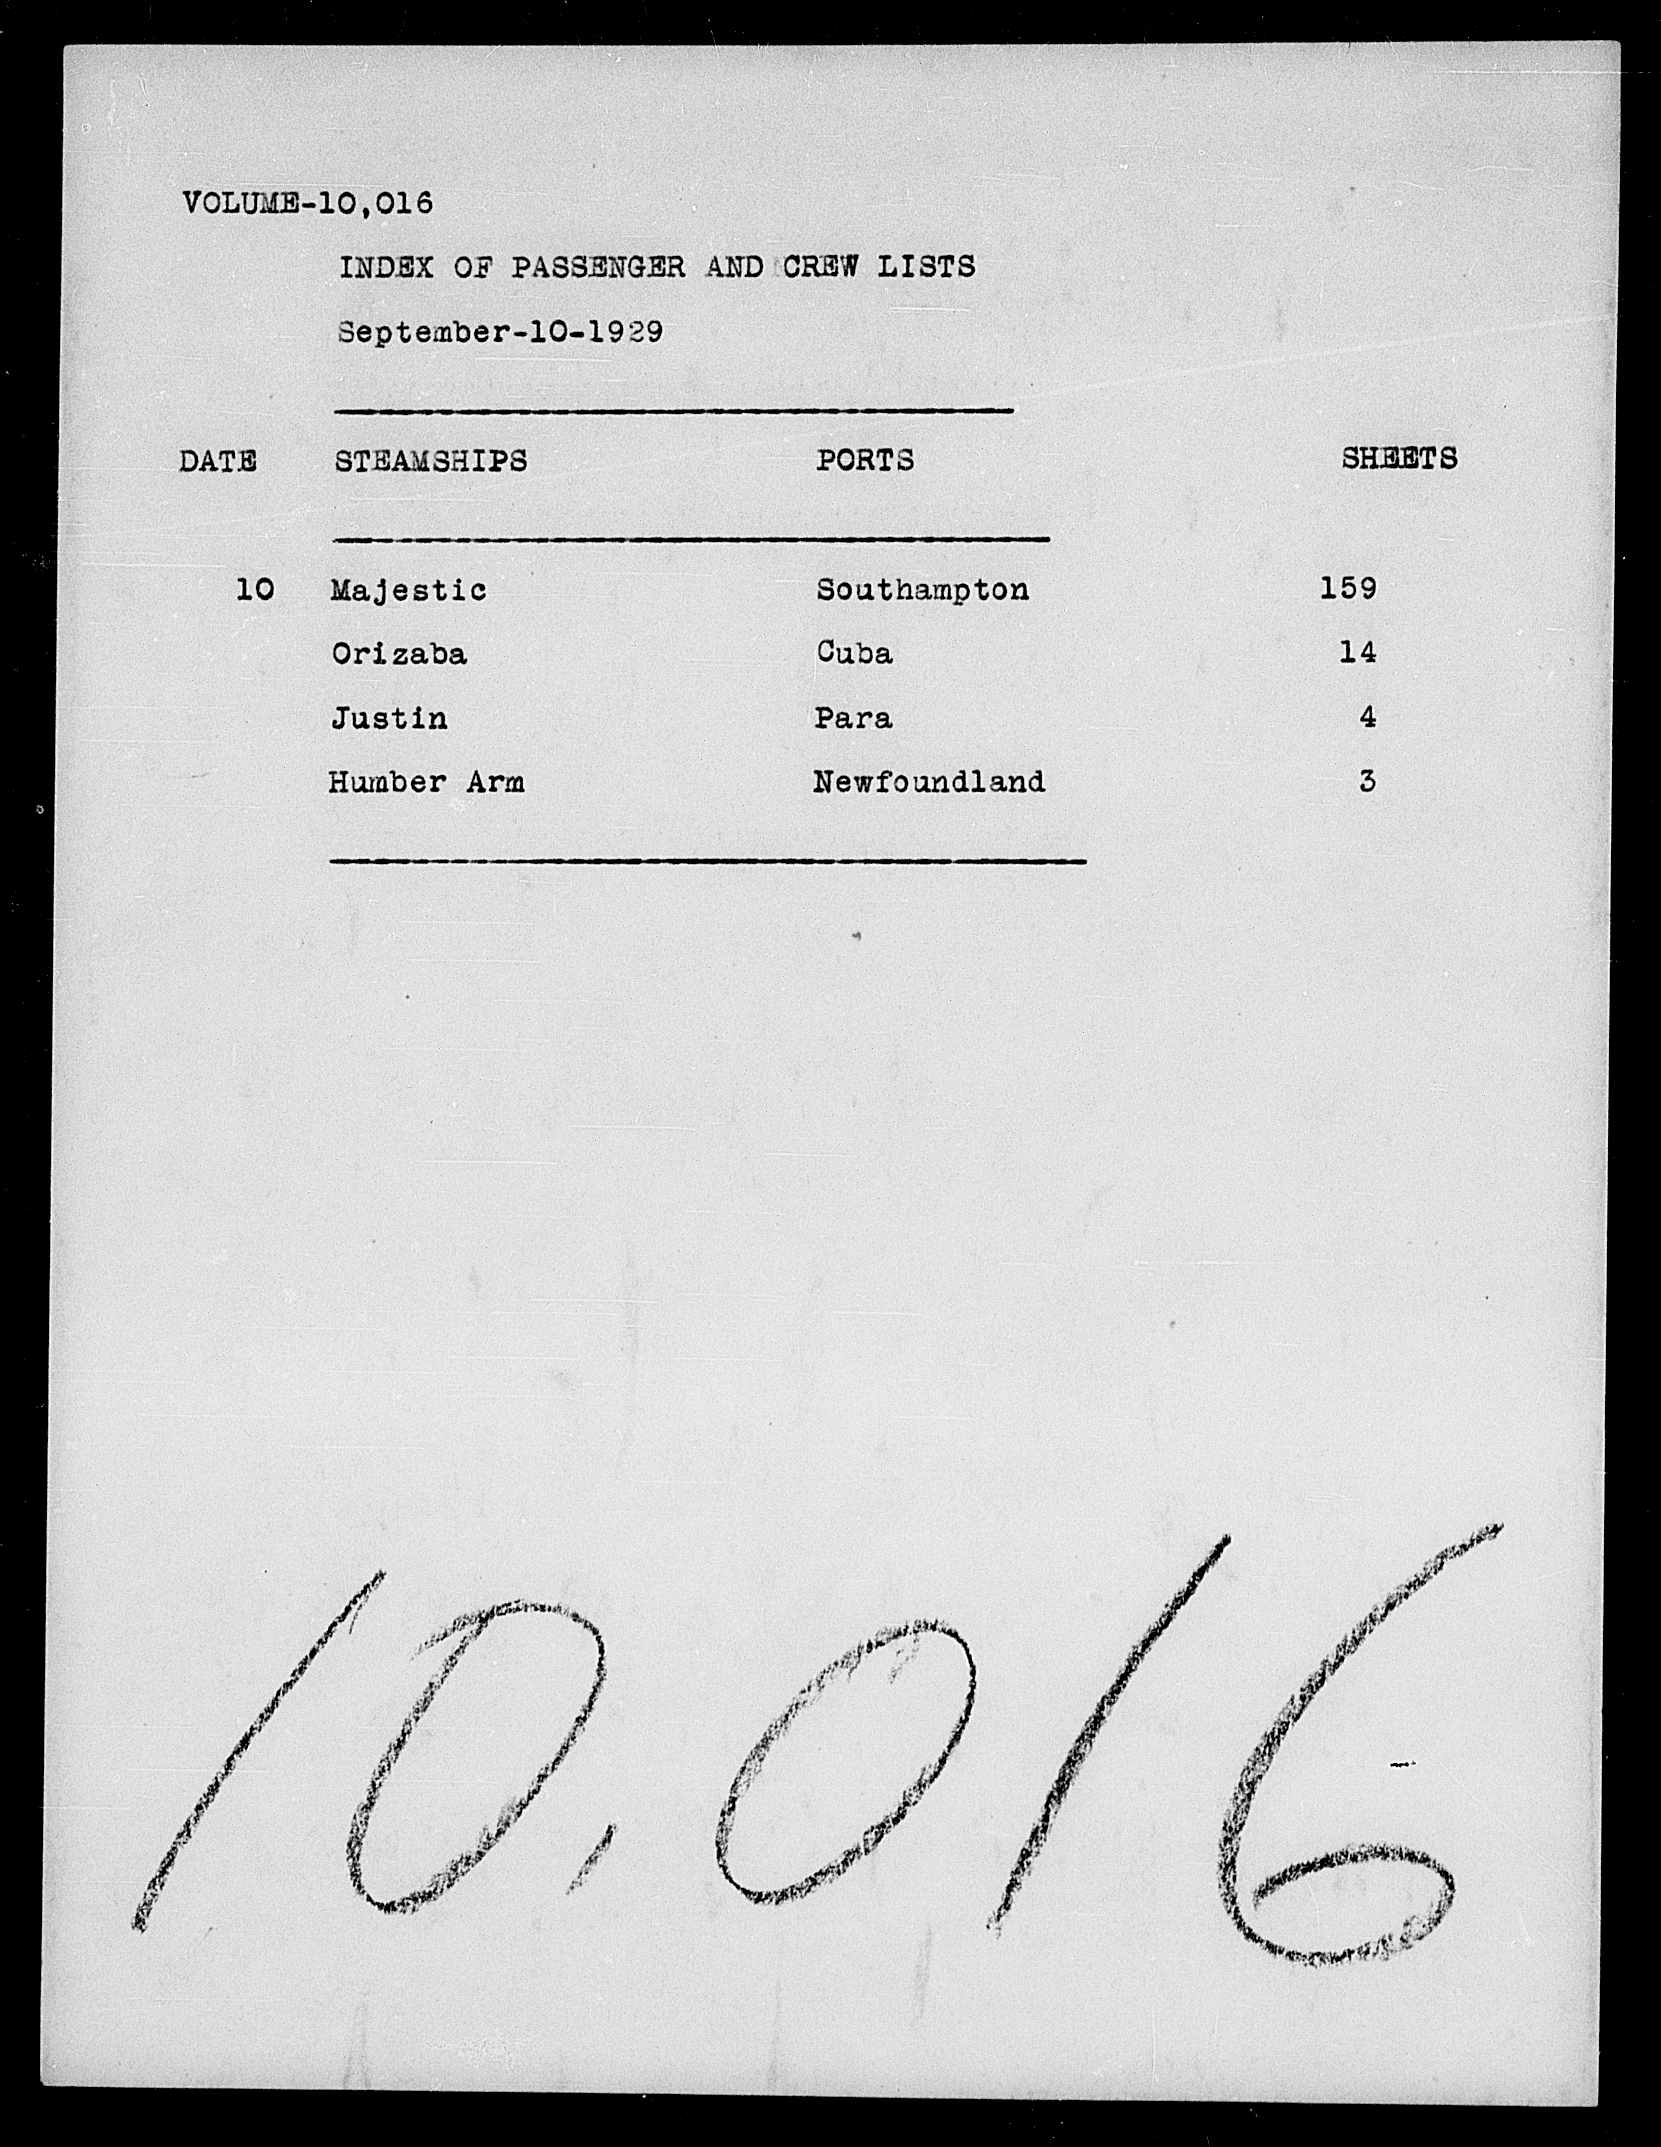 VOLUME-10,016
INDEX OF PASSENGER AND CREW LISTS
September-10-1929
DATE STEAMSHIPS PORTS SHEETS
10 Majestic Southampton 159
Orizaba Cuba 14
Justin Para 4
Humber Arm Newfoundland 3
10,016